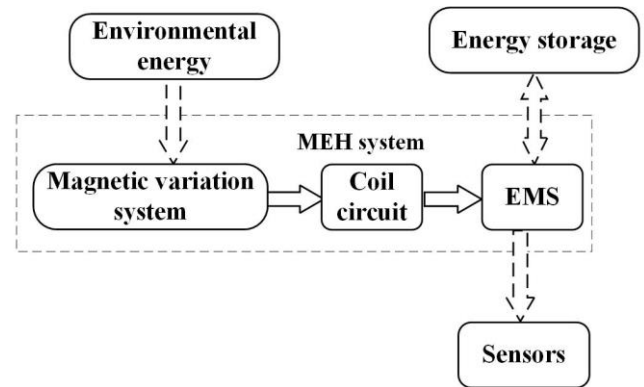 Environmental
energy
Energy storage
MEH system
Magnetic variation
system
Coil
circuit
EMS
Sensors